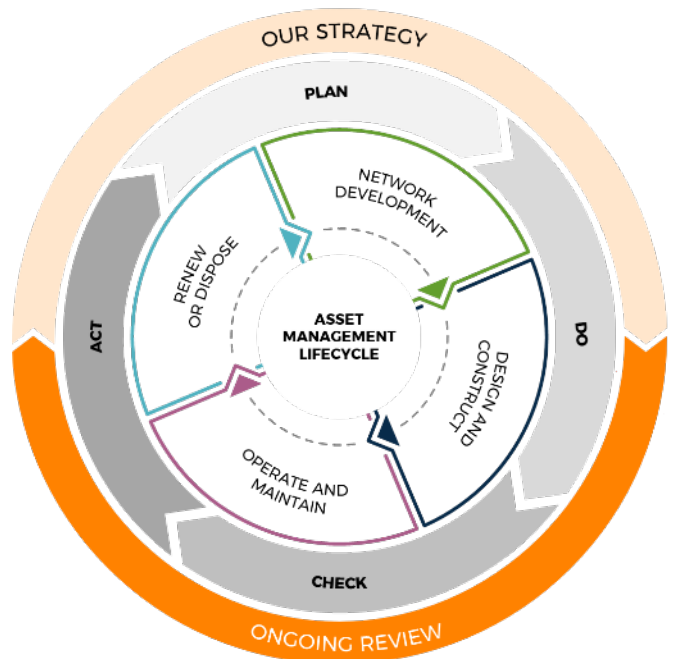 OUR STRATEGY
PLAN
NETWORK
DEVELOPMENT
RENEW
OR DISPOSE
ASSET
MANAGEMENT
LIFECYCLE
ACT
DO
DESIGN AND
CONSTRUCT
OPERATE AND
MAINTAIN
CHECK
ONGOING REVIEW